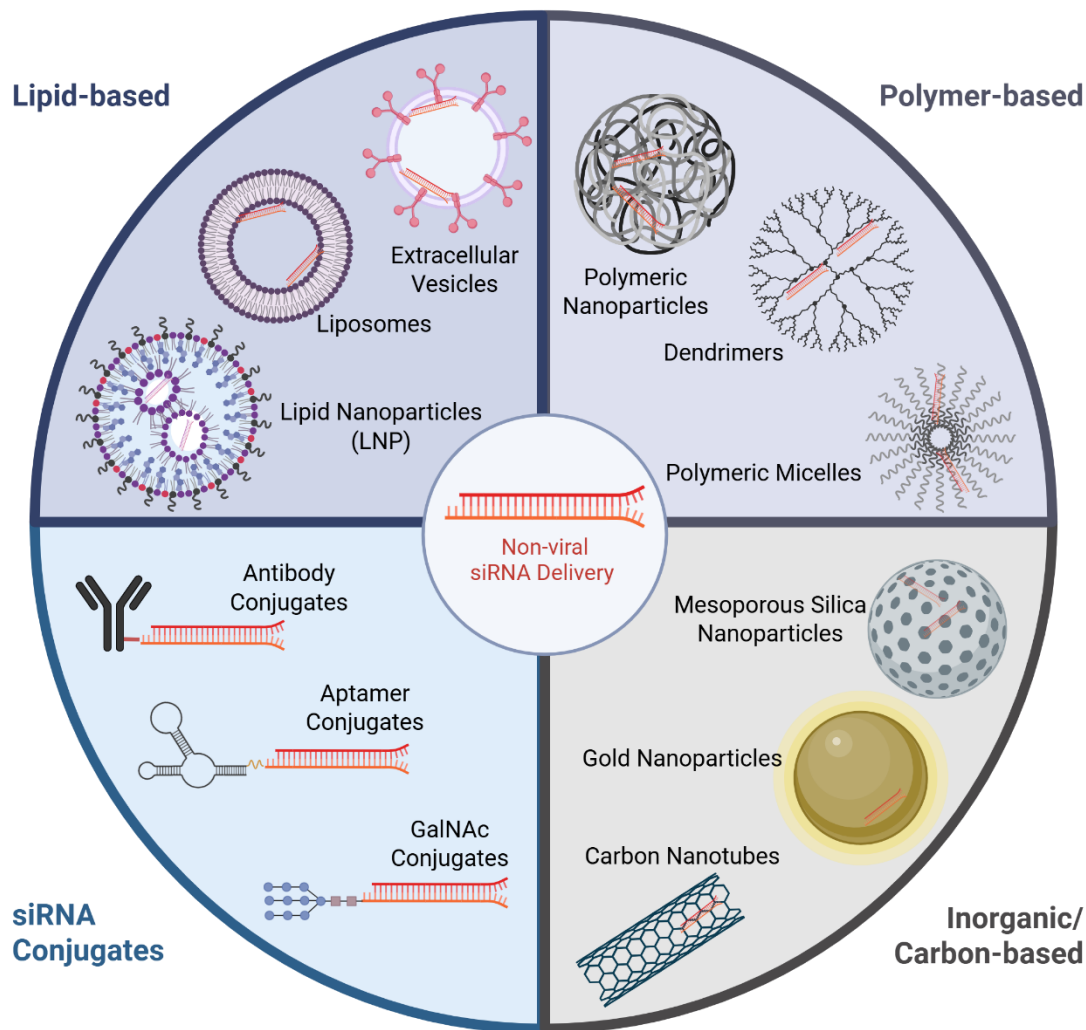 Lipid-based
Extracellular
Vesicles
Liposomes
Lipid Nanoparticles
(LNP)
Polymer-based
Polymeric
Nanoparticles
Dendrimers
Polymeric Micelles
Non-viral
siRNA Delivery
Antibody
Conjugates
Aptamer
Conjugates
GalNAc
Conjugates
siRNA
Conjugates
Mesoporous Silica
Nanoparticles
Gold Nanoparticles
Carbon Nanotubes
Inorganic/
Carbon-based